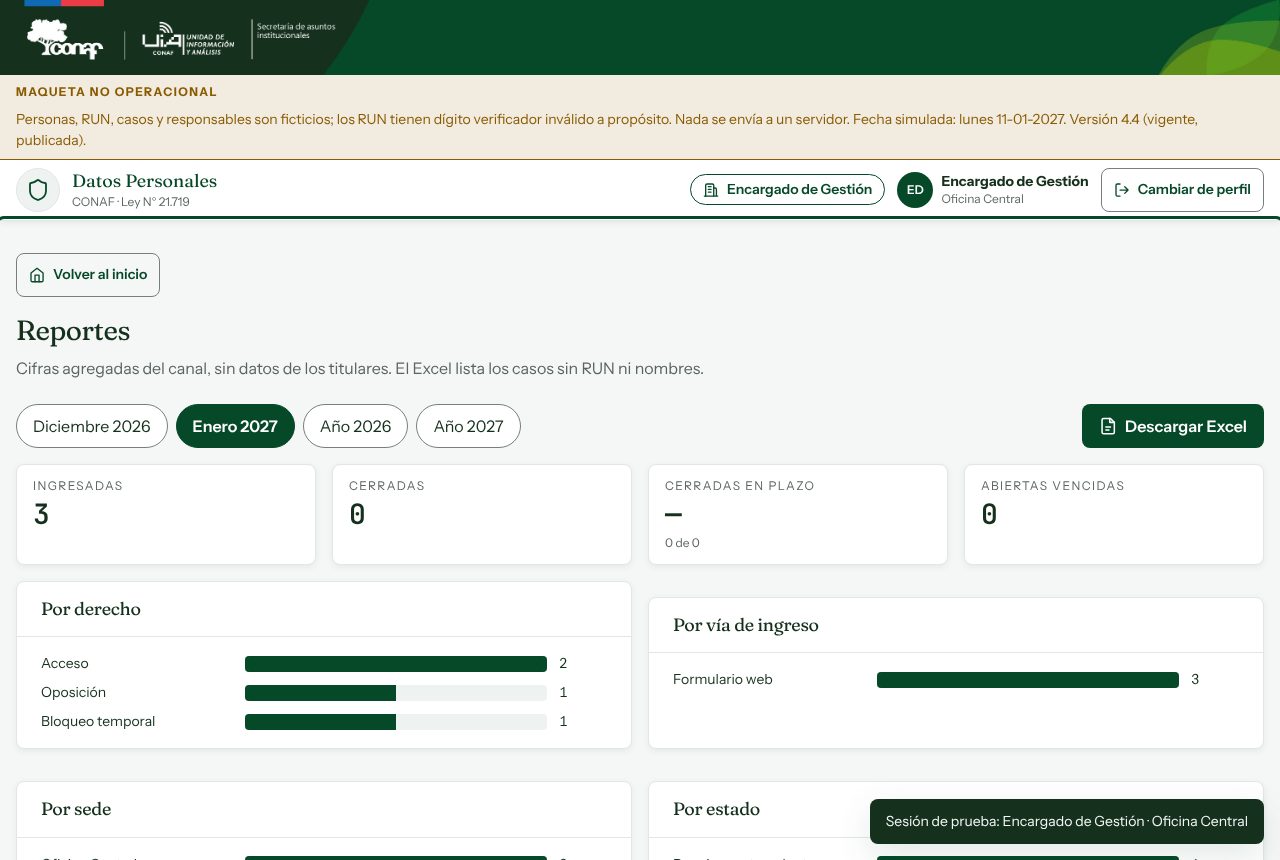 conaf
UIA
CONAF
UNIDAD DE
INFORMACIÓN
Y ANÁLISIS
Secretaría de asuntos
institucionales
MAQUETA NO OPERACIONAL
Personas, RUN, casos y responsables son ficticios; los RUN tienen dígito verificador inválido a propósito. Nada se envía a un servidor. Fecha simulada: lunes 11-01-2027. Versión 4.4 (vigente,
publicada).
Datos Personales
CONAF · Ley N° 21.719
Encargado de Gestión
ED
Encargado de Gestión
Oficina Central
Cambiar de perfil
Volver al inicio
Reportes
Cifras agregadas del canal, sin datos de los titulares. El Excel lista los casos sin RUN ni nombres.
Diciembre 2026
Enero 2027
Año 2026
Año 2027
Descargar Excel
INGRESADAS
3
CERRADAS
0
CERRADAS EN PLAZO
—
0 de 0
ABIERTAS VENCIDAS
0
Por derecho
Acceso 2
Oposición 1
Bloqueo temporal 1
Por vía de ingreso
Formulario web 3
Por sede
Por estado
Sesión de prueba: Encargado de Gestión · Oficina Central